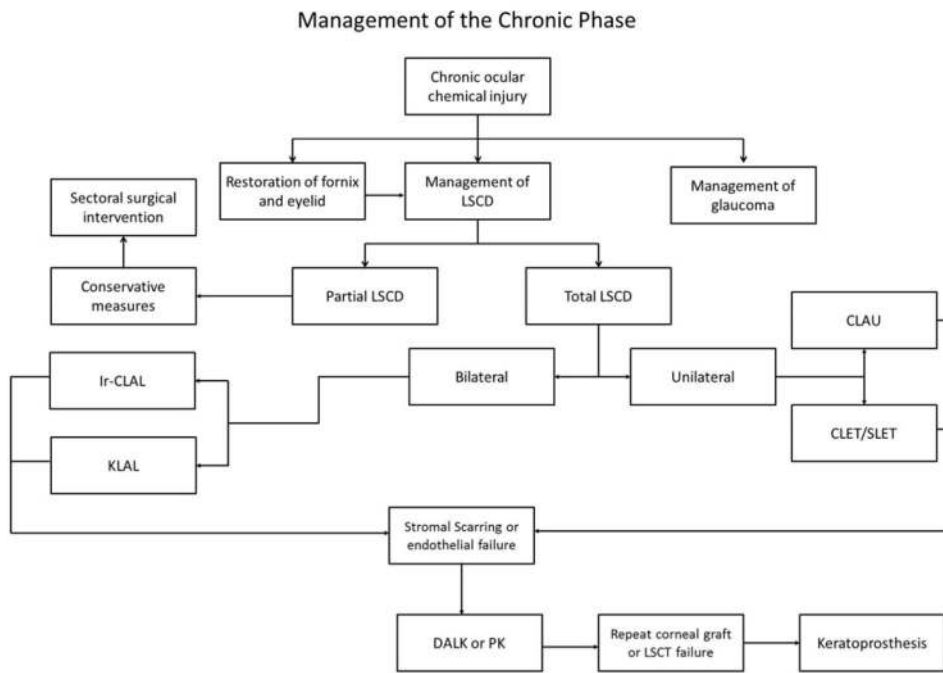 Management of the Chronic Phase
Chronic ocular
chemical injury
Restoration of fornix
and eyelid
Management of
LSCD
Management of
glaucoma
Sectoral surgical
intervention
Conservative
measures
Partial LSCD
Total LSCD
CLAU
Ir-CLAL
Bilateral
Unilateral
CLET/SLET
KLAL
Stromal Scarring or
endothelial failure
DALK or PK
Repeat corneal graft
or LSCT failure
Keratoprosthesis